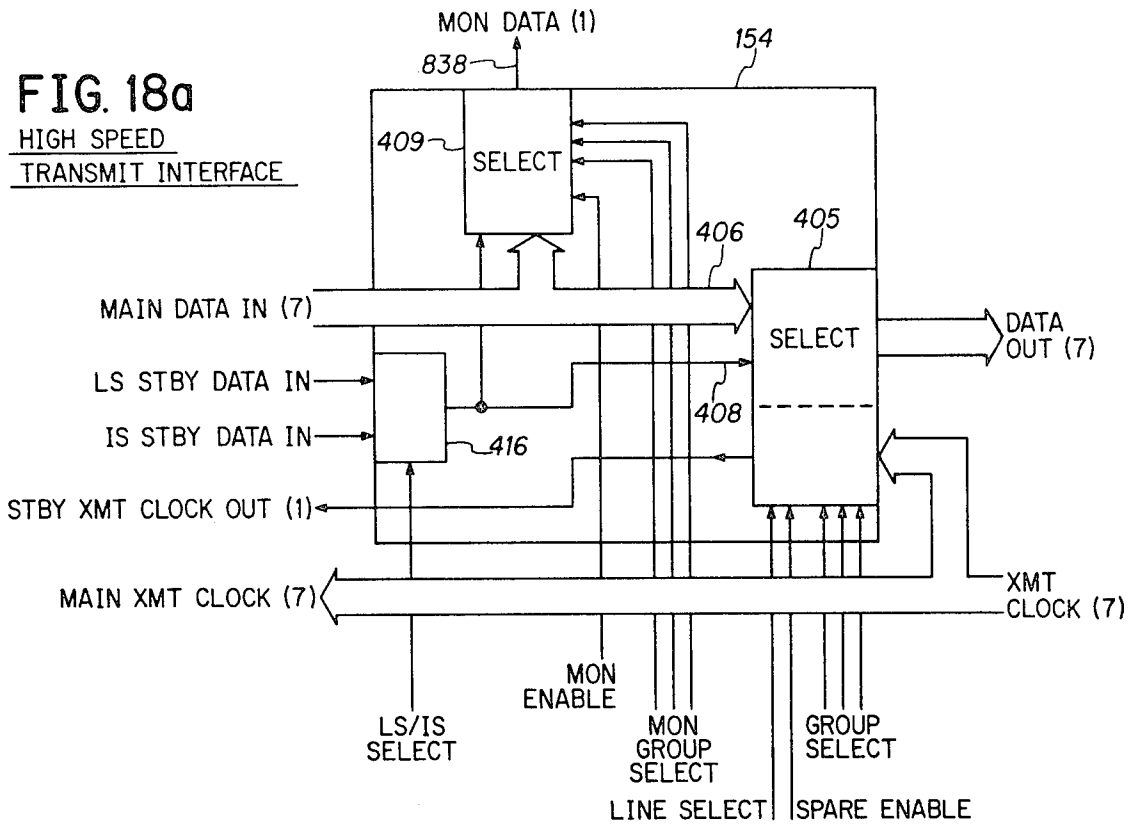 MON DATA (1)
838
154
FIG. 18a
HIGH SPEED
TRANSMIT INTERFACE
409
SELECT
406
405
MAIN DATA IN (7)
SELECT
DATA
OUT (7)
LS STBY DATA IN
408
IS STBY DATA IN
416
STBY XMT CLOCK OUT (1)
MAIN XMT CLOCK (7)
XMT
CLOCK (7)
MON
ENABLE
LS/IS
SELECT
MON
GROUP
SELECT
GROUP
SELECT
LINE SELECT
SPARE ENABLE